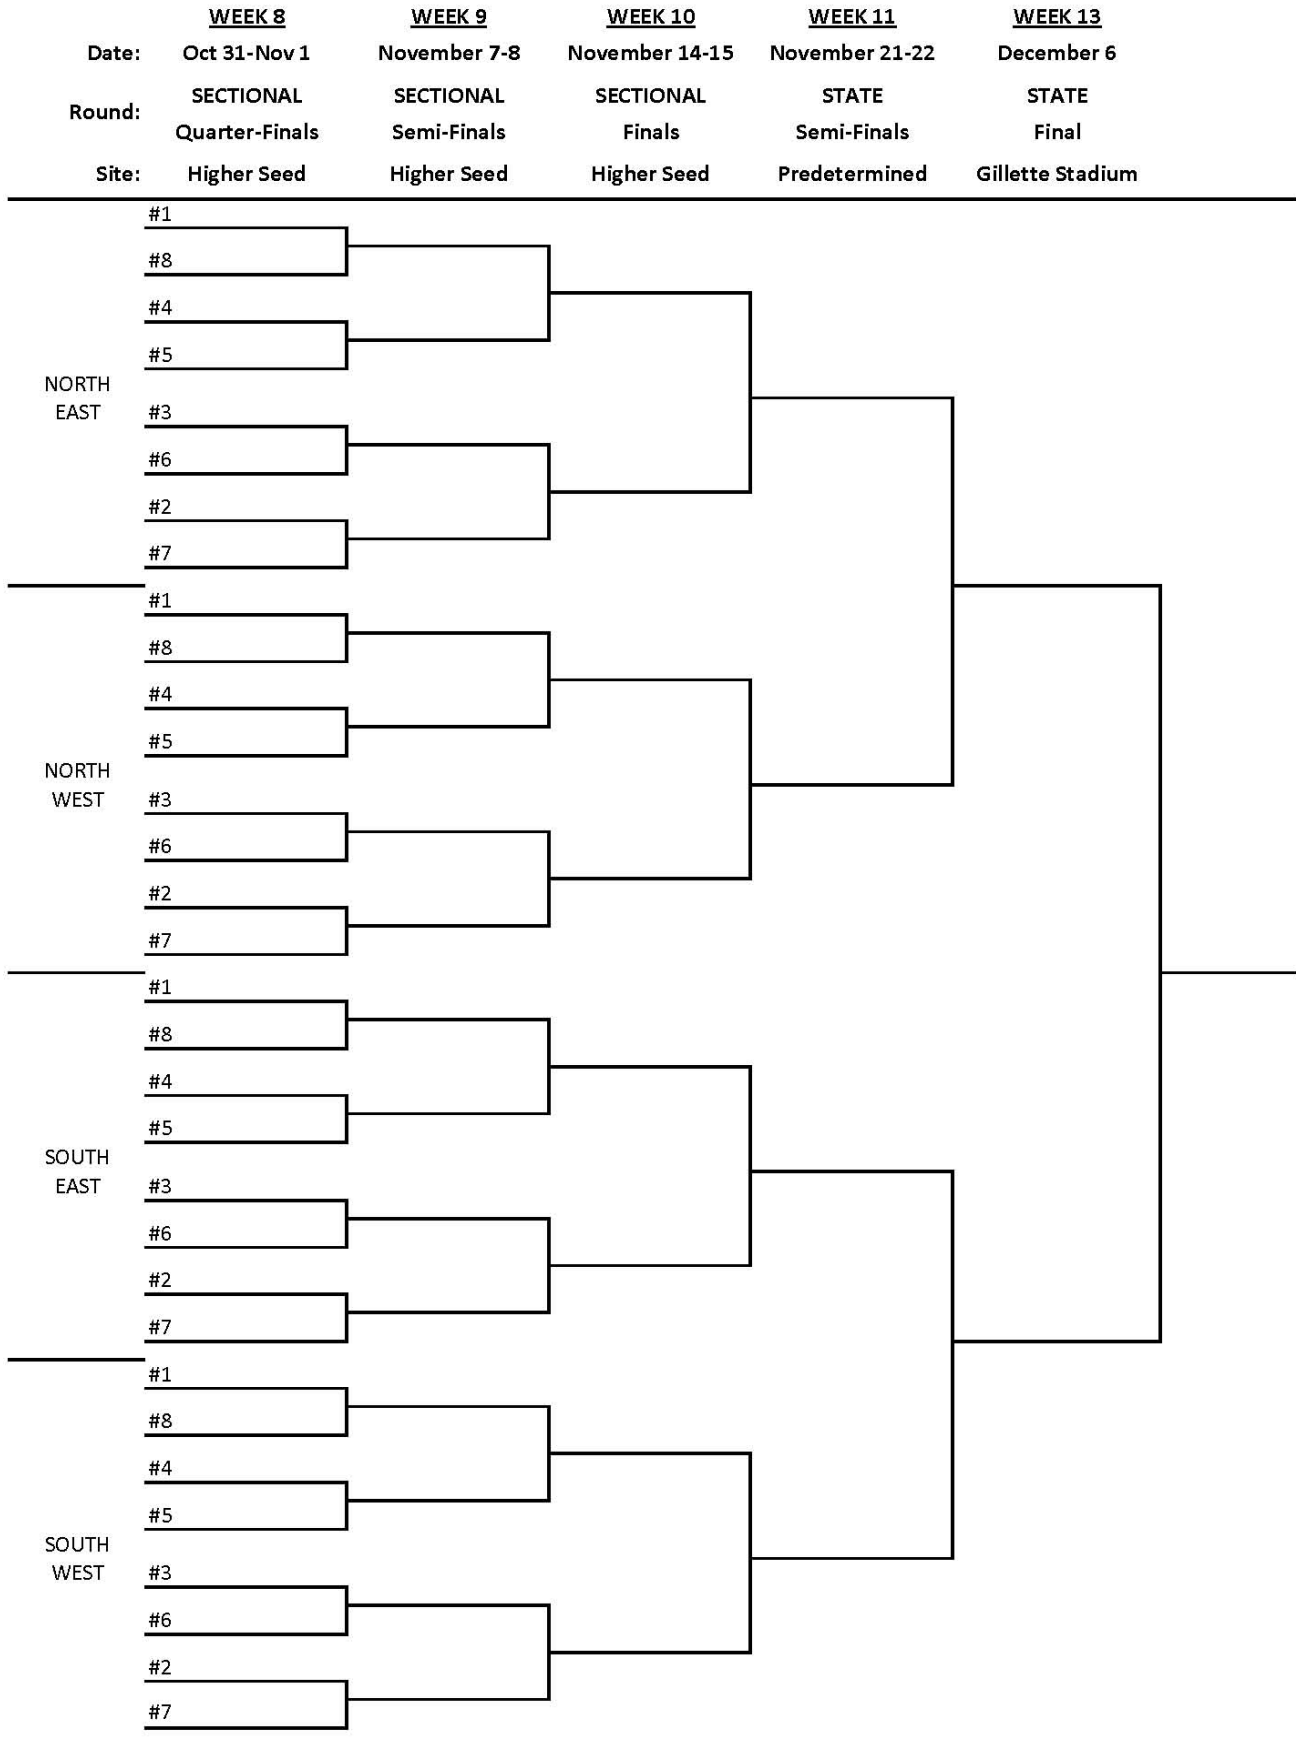 WEEK 8 WEEK 9 WEEK 10 WEEK 11 WEEK 13
Date: Oct 31-Nov 1 November 7-8 November 14-15 November 21-22 December 6
Round: SECTIONAL SECTIONAL SECTIONAL STATE STATE
Quarter-Finals Semi-Finals Finals Semi-Finals Final
Site: Higher Seed Higher Seed Higher Seed Predetermined Gillette Stadium
#1
#8
#4
#5
NORTH
EAST
#3
#6
#2
#7
#1
#8
#4
#5
NORTH
WEST
#3
#6
#2
#7
#1
#8
#4
#5
SOUTH
EAST
#3
#6
#2
#7
#1
#8
#4
#5
SOUTH
WEST
#3
#6
#2
#7